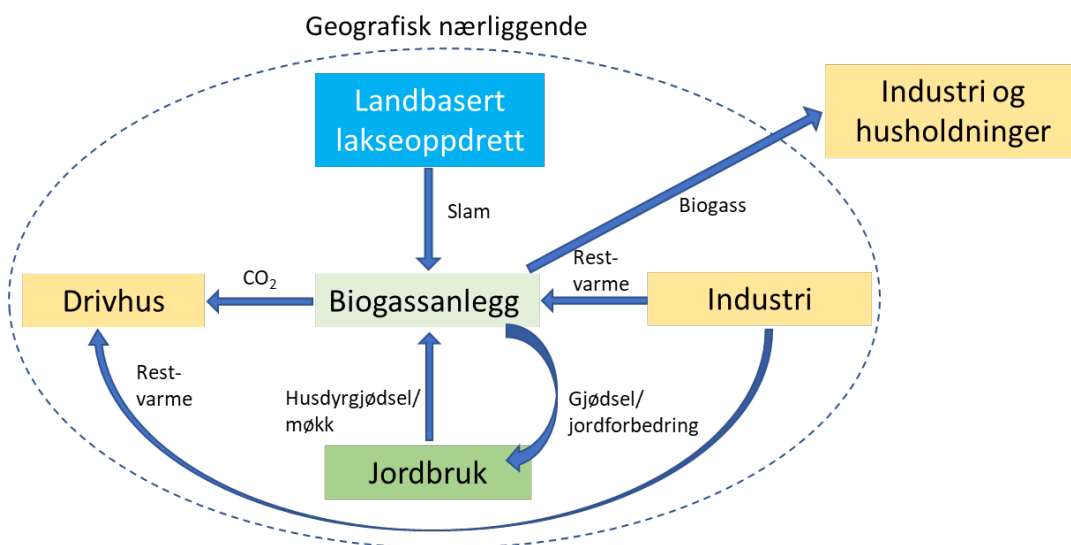 Geografisk nærliggende
Landbasert
lakseoppdrett
Industri og
husholdninger
Slam
Biogass
CO₂
Rest-
varme
Drivhus
Biogassanlegg
Industri
Rest-
varme
Husdyrgjødsel/
møkk
Gjødsel/
jordforbedring
Jordbruk